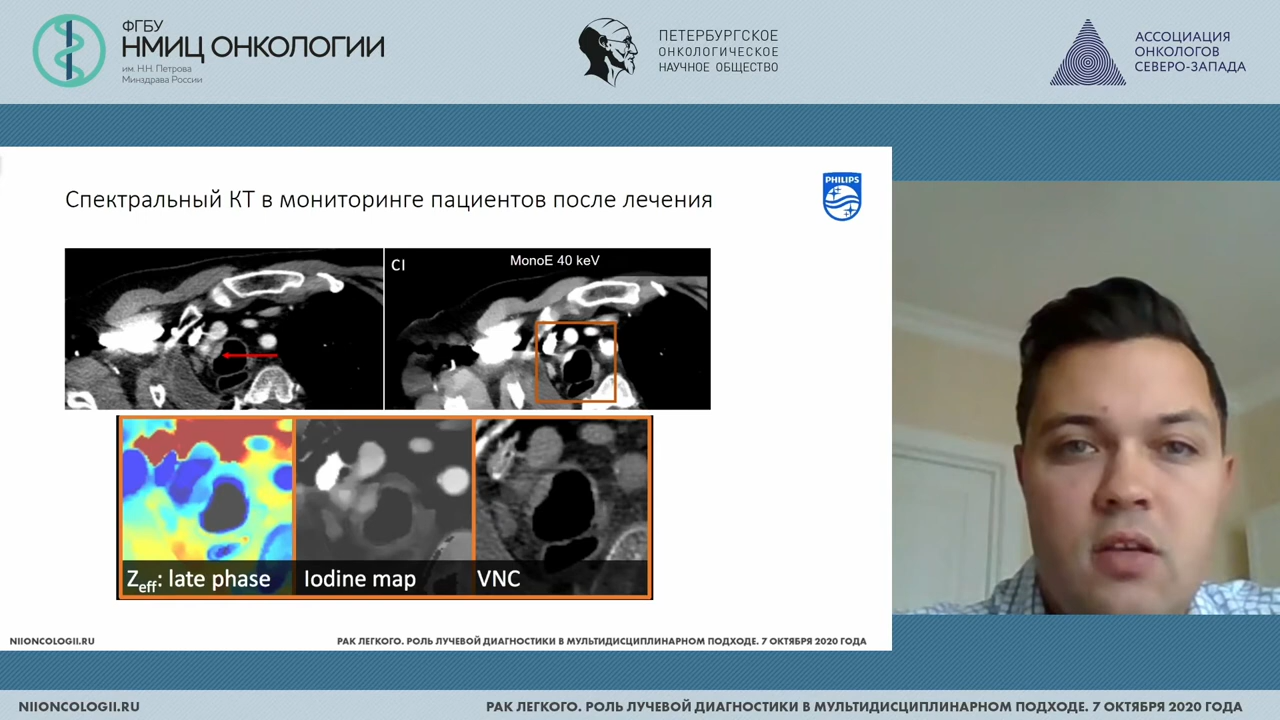 ФГБУ
НМИЦ ОНКОЛОГИИ
им. Н.Н. Петрова
Минздрава России
ПЕТЕРБУРГСКОЕ
ОНКОЛОГИЧЕСКОЕ
НАУЧНОЕ ОБЩЕСТВО
АССОЦИАЦИЯ
ОНКОЛОГОВ
СЕВЕРО-ЗАПАДА
Спектральный КТ в мониторинге пациентов после лечения
PHILIPS
CI
MonoE 40 keV
Zeff: late phase
Iodine map
VNC
NIIONCOLOGII.RU
РАК ЛЕГКОГО. РОЛЬ ЛУЧЕВОЙ ДИАГНОСТИКИ В МУЛЬТИДИСЦИПЛИНАРНОМ ПОДХОДЕ. 7 ОКТЯБРЯ 2020 ГОДА
NIIONCOLOGII.RU
РАК ЛЕГКОГО. РОЛЬ ЛУЧЕВОЙ ДИАГНОСТИКИ В МУЛЬТИДИСЦИПЛИНАРНОМ ПОДХОДЕ. 7 ОКТЯБРЯ 2020 ГОДА